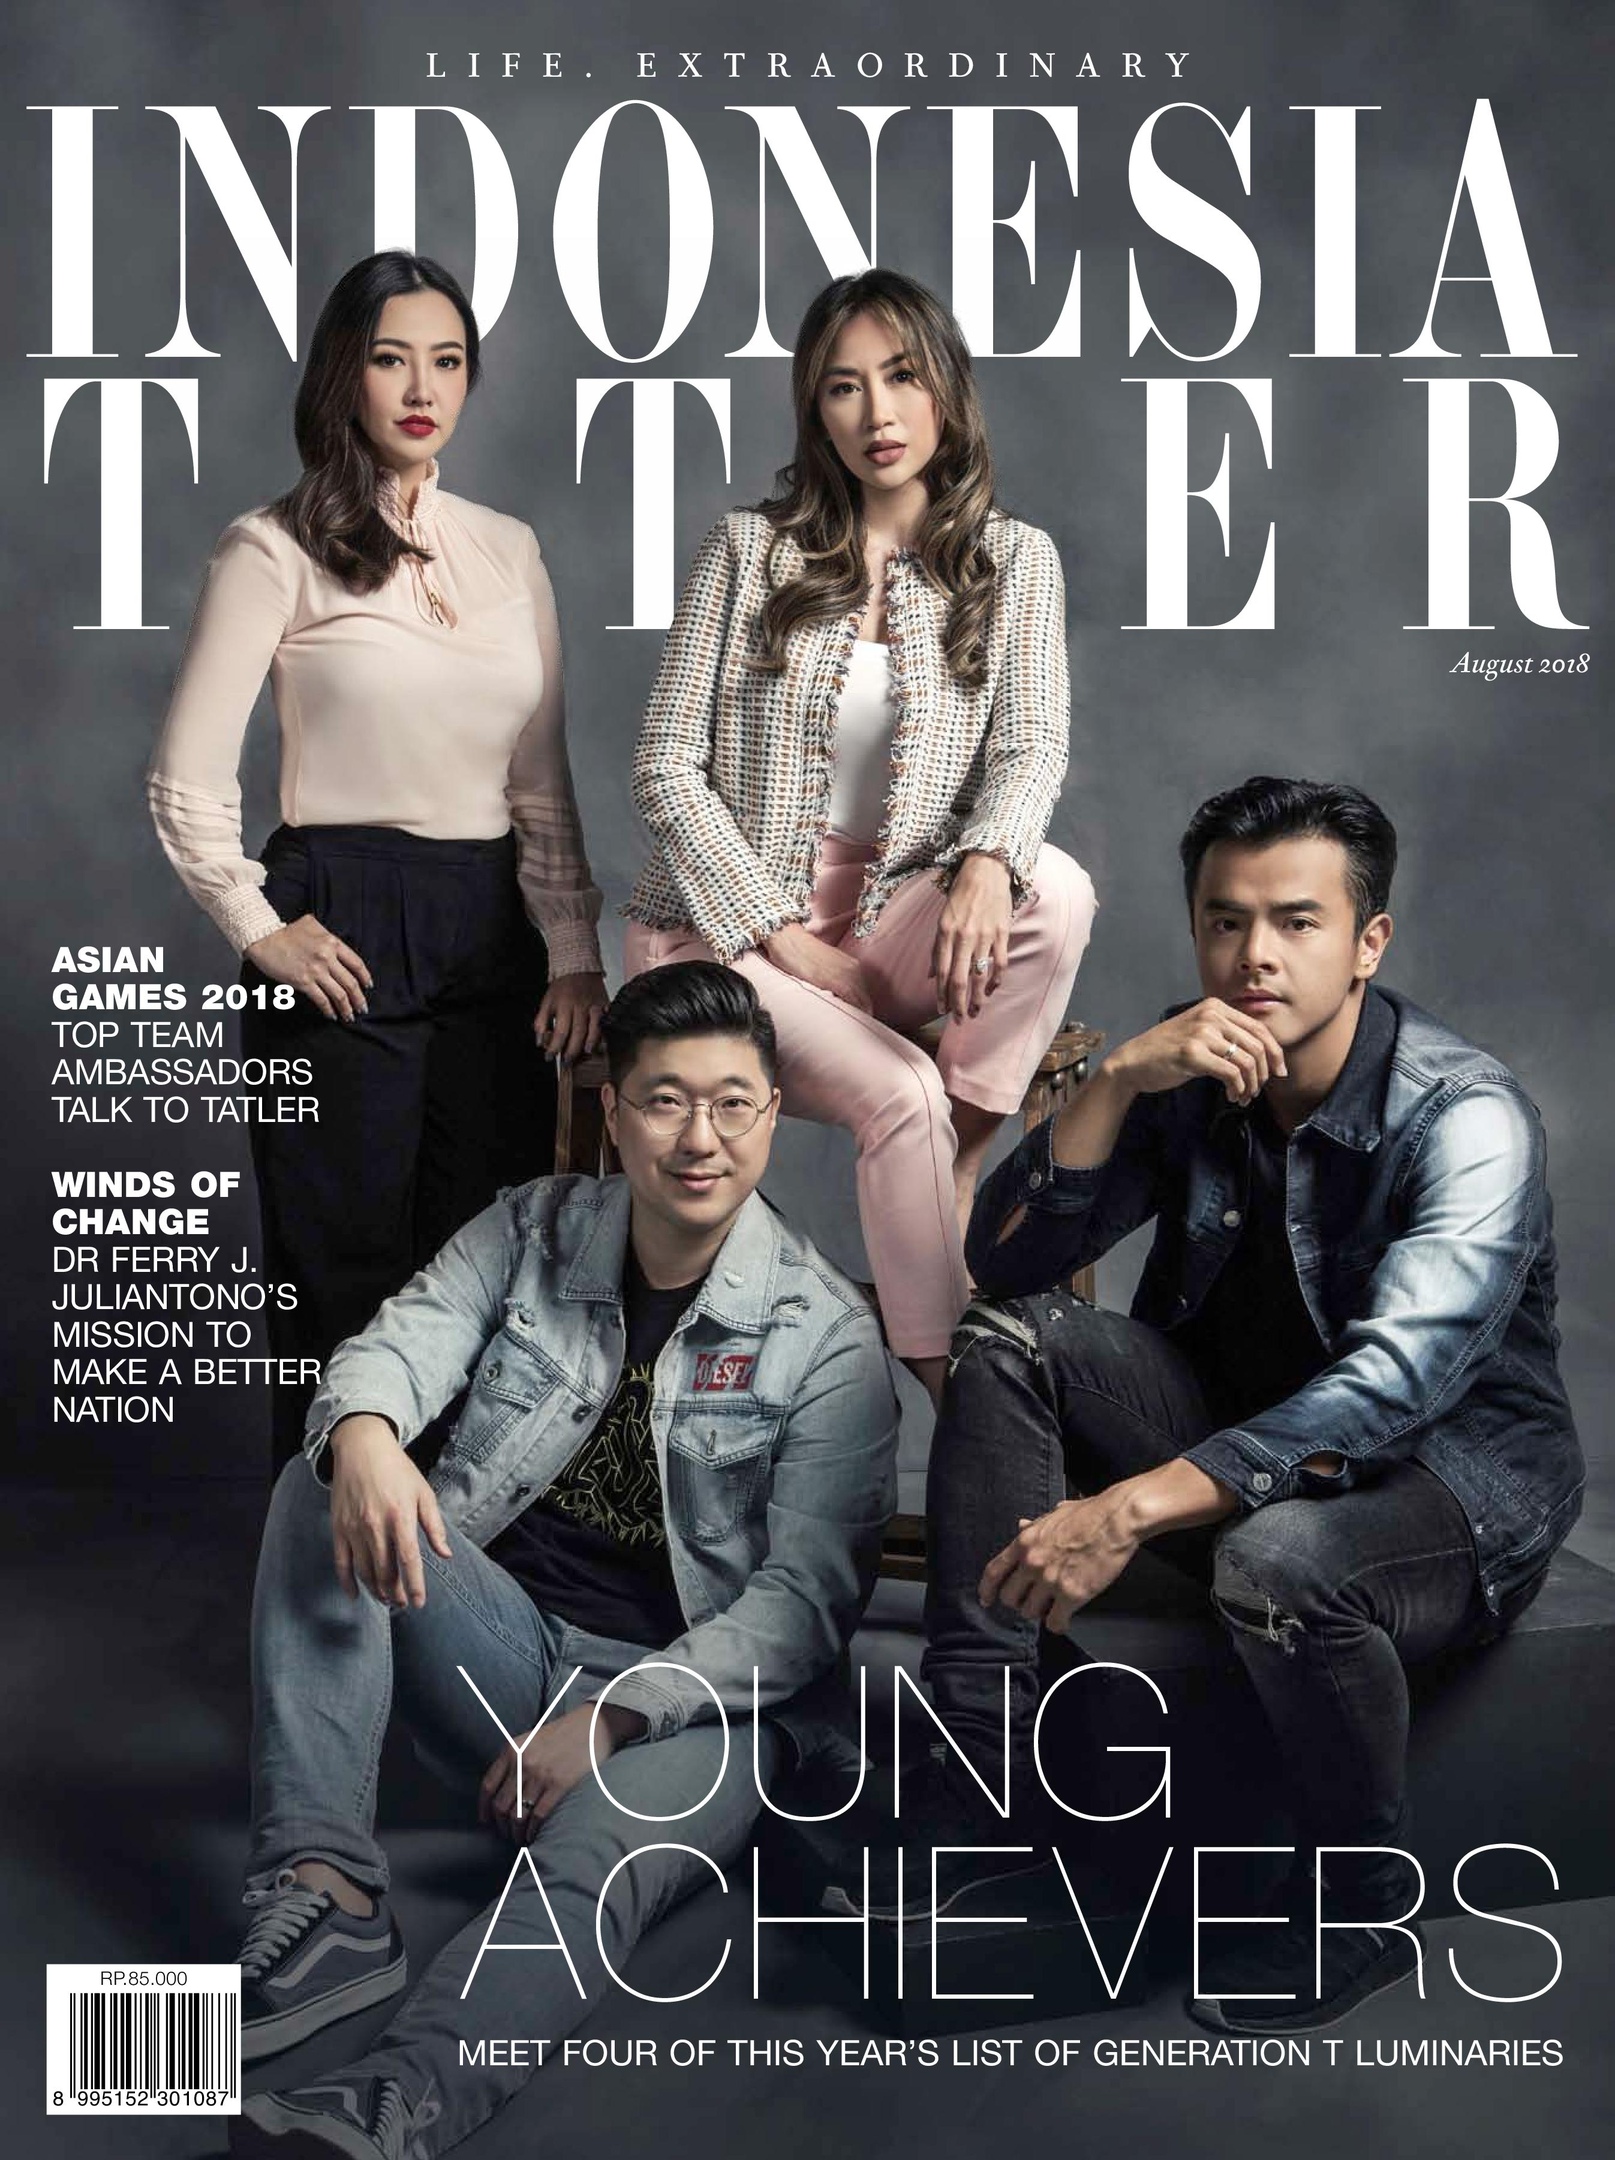 LIFE. EXTRAORDINARY
INDONESIA
T T ER
August 2018
ASIAN
GAMES 2018
TOP TEAM
AMBASSADORS
TALK TO TATLER
WINDS OF
CHANGE
DR FERRY J.
JULIANTONO'S
MISSION TO
MAKE A BETTER
NATION
DIESEL
YOUNG
ACHIEVERS
MEET FOUR OF THIS YEAR'S LIST OF GENERATION T LUMINARIES
RP.85.000
8 995152 301087